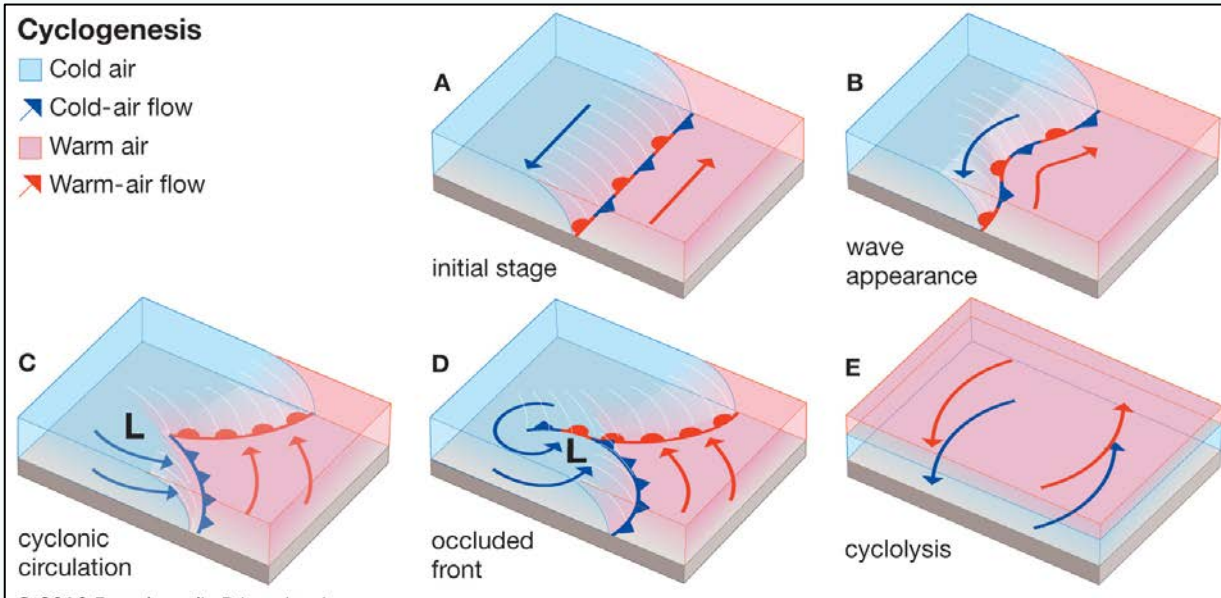 Cyclogenesis
Cold air
Cold-air flow
Warm air
Warm-air flow
A
initial stage
B
wave
appearance
C
L
cyclonic
circulation
D
L
occluded
front
E
cyclolysis